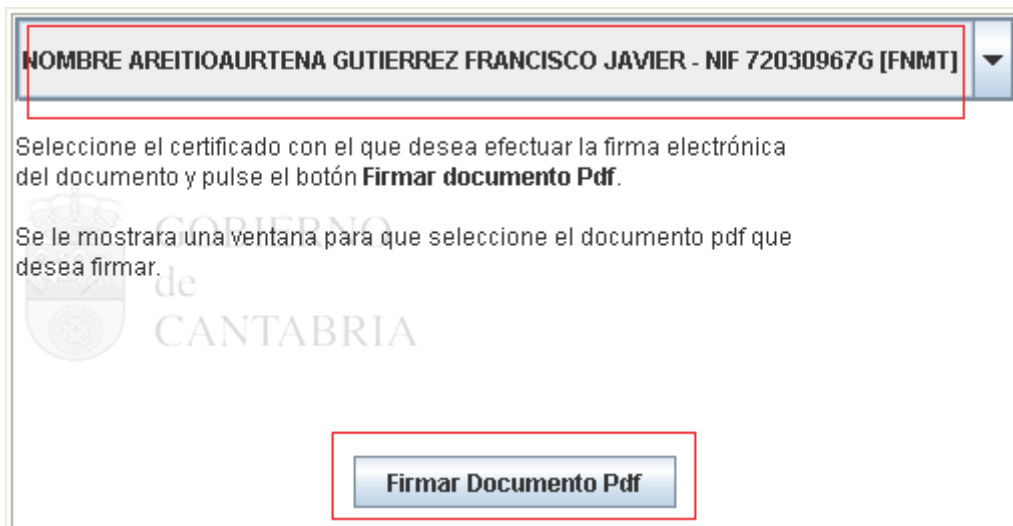 NOMBRE AREITIOAURTENA GUTIERREZ FRANCISCO JAVIER - NIF 72030967G [FNMT]
Seleccione el certificado con el que desea efectuar la firma electrónica
del documento y pulse el botón Firmar documento Pdf.
Se le mostrara una ventana para que seleccione el documento pdf que
desea firmar.
GOBIERNO
de
CANTABRIA
Firmar Documento Pdf